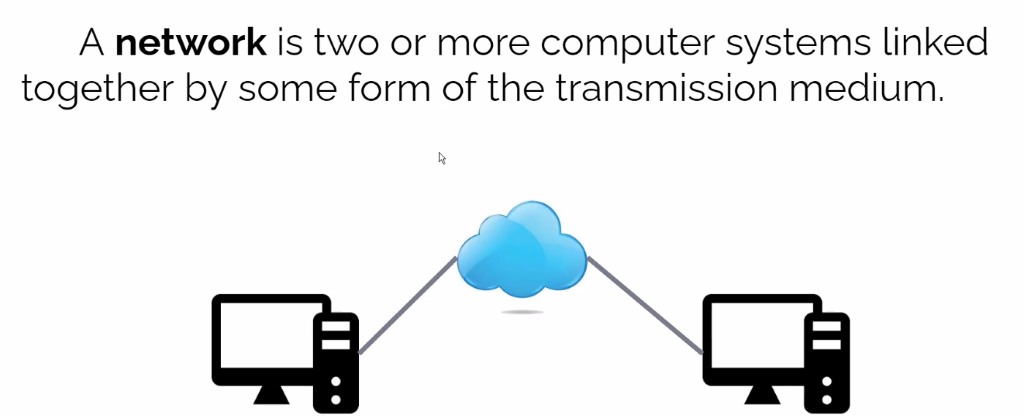 A network is two or more computer systems linked
together by some form of the transmission medium.